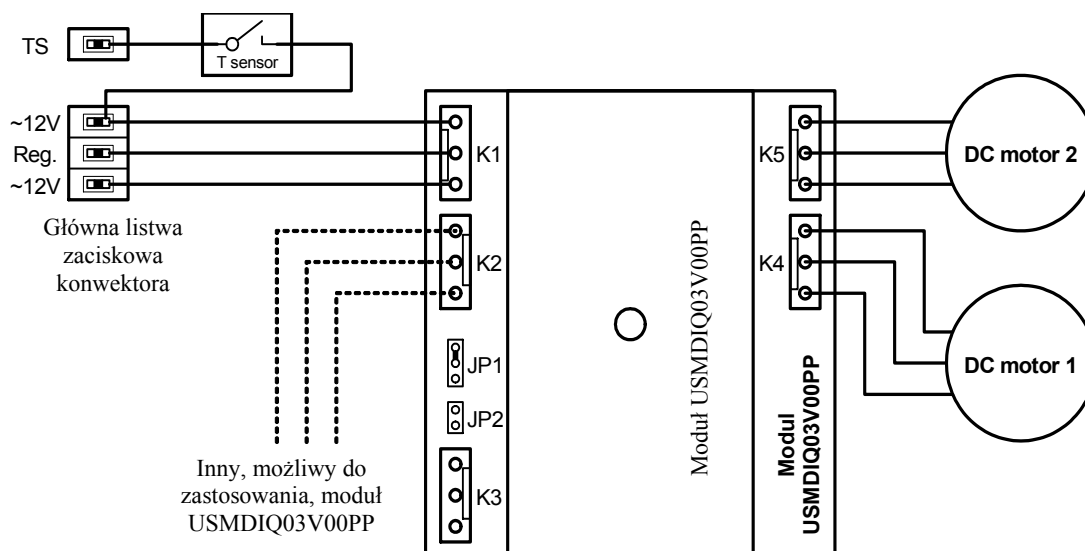 TS
T sensor
~12V
Reg.
~12V
Główna listwa
zaciskowa
konwektora
K1
K2
JP1
JP2
K3
Inny, możliwy do
zastosowania, moduł
USMDIQ03V00PP
Moduł USMDIQ03V00PP
K5
K4
Modul
USMDIQ03V00PP
DC motor 2
DC motor 1